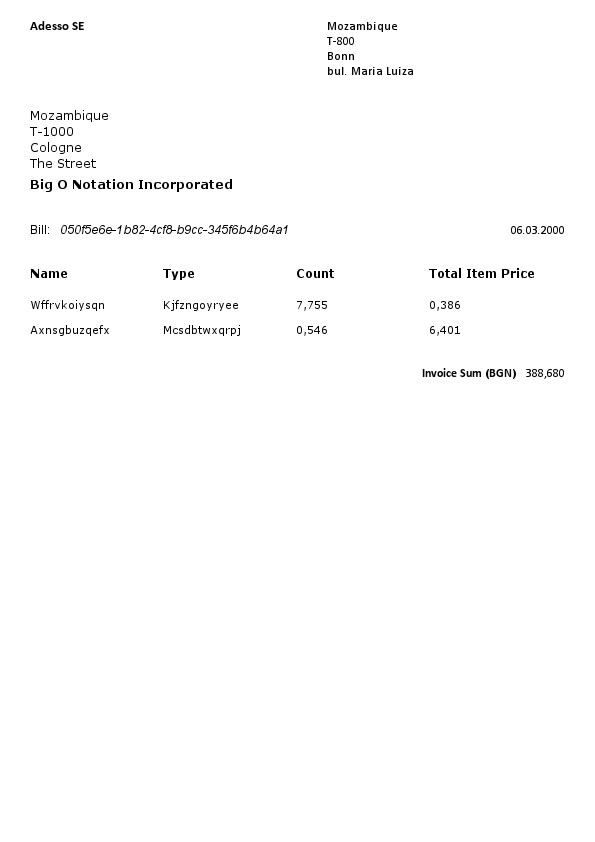 Adesso SE
Mozambique
T-800
Bonn
bul. Maria Luiza
Mozambique
T-1000
Cologne
The Street
Big O Notation Incorporated
Bill: 050f5e6e-1b82-4cf8-b9cc-345f6b4b64a1 06.03.2000
Name Type Count Total Item Price
Wffrvkoiysqn Kjfzngoyryee 7,755 0,386
Axnsgbuzqefx Mcsdbtwxqrpj 0,546 6,401
Invoice Sum (BGN) 388,680